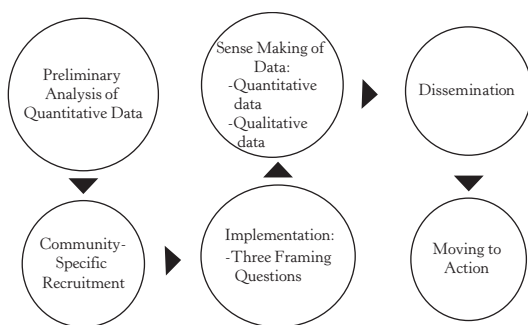 Preliminary
Analysis of
Quantitative Data
Community-
Specific
Recruitment
Implementation:
-Three Framing
Questions
Sense Making of
Data:
-Quantitative
data
-Qualitative
data
Dissemination
Moving to
Action